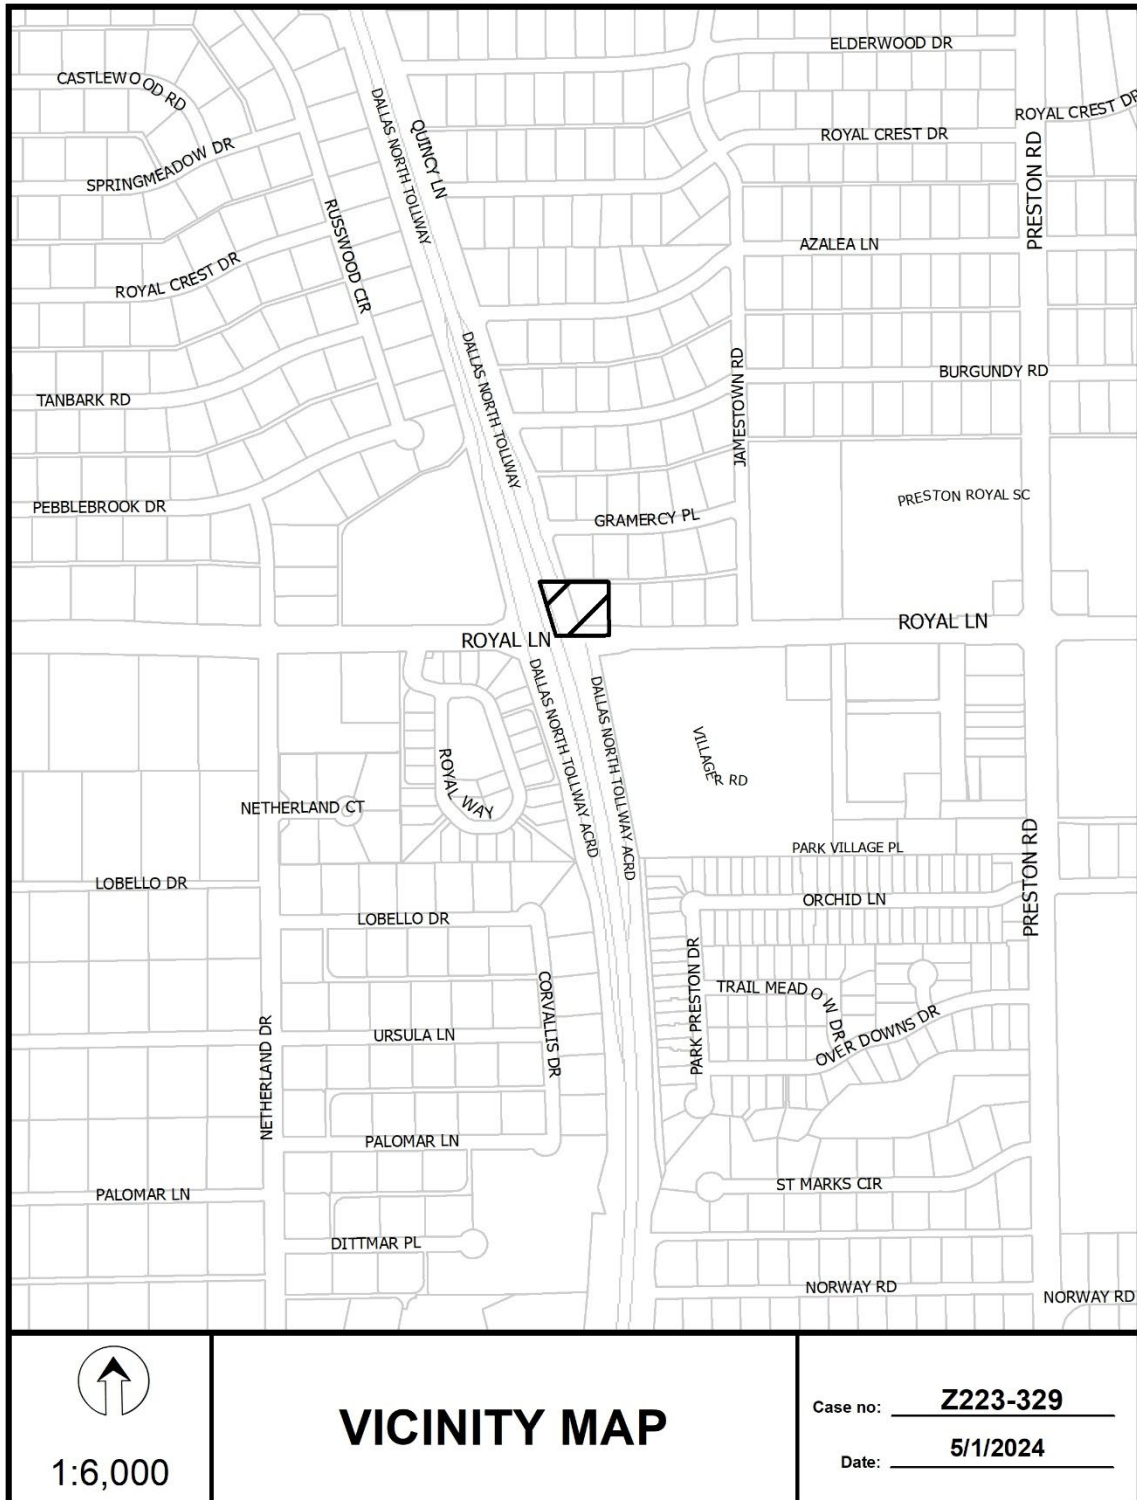 ELDERWOOD DR
CASTLEWOOD RD
ROYAL CREST DR
DALLAS NORTH TOLLWAY
QUINCY LN
ROYAL CREST DR
PRESTON RD
SPRINGMEADOW DR
RUSSWOOD CIR
AZALEA LN
ROYAL CREST DR
DALLAS NORTH TOLLWAY
JAMESTOWN RD
BURGUNDY RD
TANBARK RD
PRESTON ROYAL SC
PEBBLEBROOK DR
GRAMERCY PL
ROYAL LN
ROYAL LN
DALLAS NORTH TOLLWAY ACRD
DALLAS NORTH TOLLWAY ACRD
VILLAGER RD
ROYAL WAY
NETHERLAND CT
PARK VILLAGE PL
PRESTON RD
LOBELLO DR
ORCHID LN
LOBELLO DR
PARK PRESTON DR
TRAIL MEADOW DR
CORVALLIS DR
OVER DOWNS DR
NETHERLAND DR
URSULA LN
PALOMAR LN
PALOMAR LN
ST MARKS CIR
DITTMAR PL
NORWAY RD
NORWAY RD
1:6,000
VICINITY MAP
Case no: Z223-329
Date: 5/1/2024